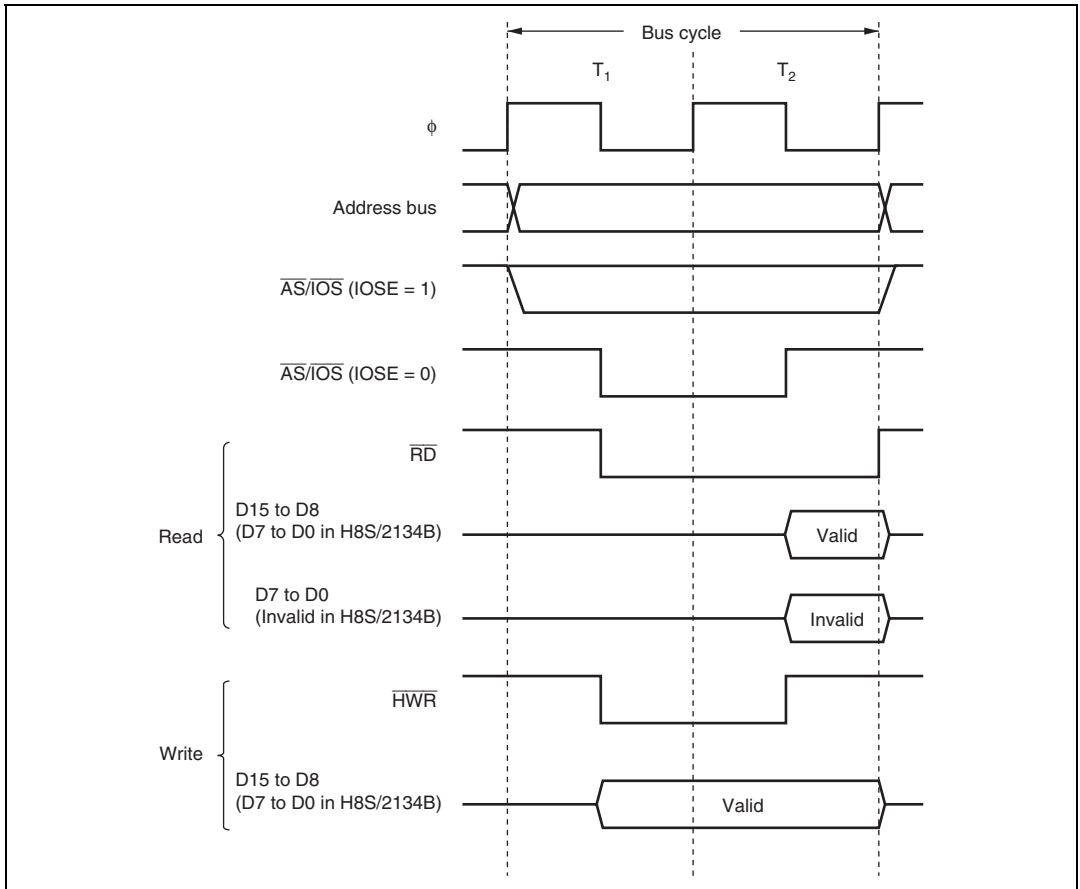 Bus cycle
T1 T2
ϕ
Address bus
AS/IOS (IOSE = 1)
AS/IOS (IOSE = 0)
RD
D15 to D8
(D7 to D0 in H8S/2134B)
Valid
Read
D7 to D0
(Invalid in H8S/2134B)
Invalid
HWR
Write
D15 to D8
(D7 to D0 in H8S/2134B)
Valid